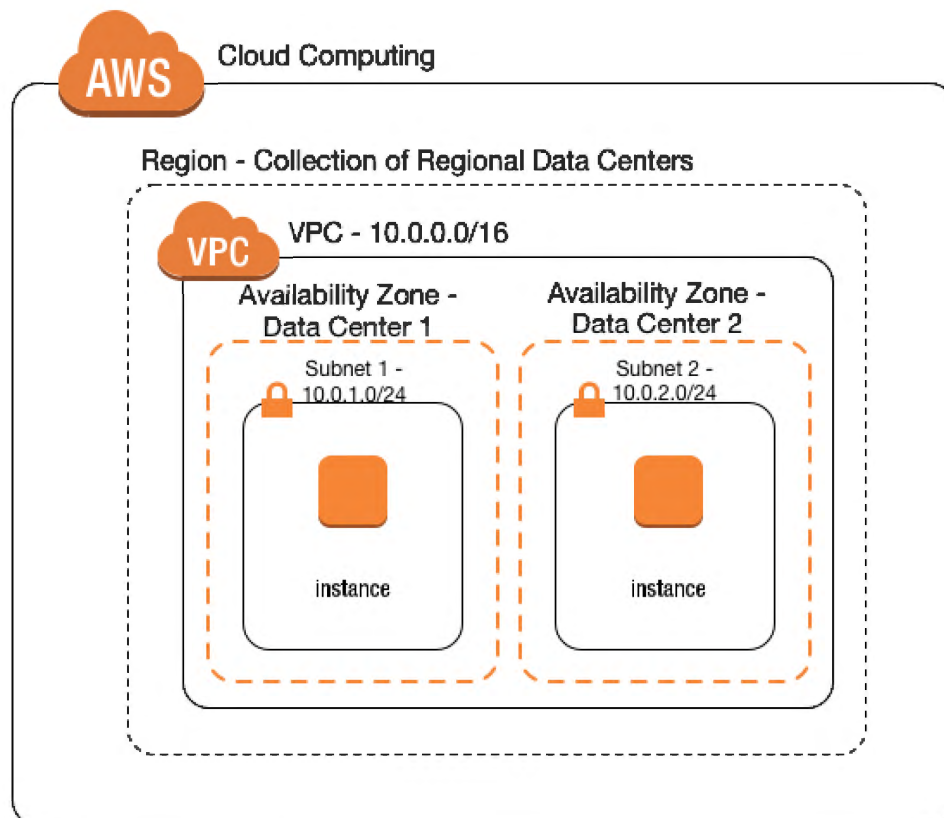 AWS
Cloud Computing
Region - Collection of Regional Data Centers
VPC
VPC - 10.0.0.0/16
Availability Zone -
Data Center 1
Availability Zone -
Data Center 2
Subnet 1 -
10.0.1.0/24
Subnet 2 -
10.0.2.0/24
instance
instance